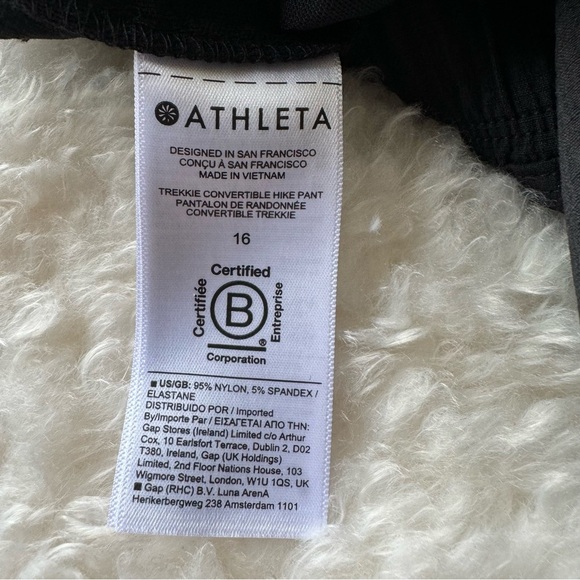 ATHLETA
DESIGNED IN SAN FRANCISCO
CONÇU À SAN FRANCISCO
MADE IN VIETNAM
TREKKIE CONVERTIBLE HIKE PANT
PANTALON DE RANDONNÉE
CONVERTIBLE TREKKIE
16
Certified
Certifiée
B
Entreprise
®
Corporation
■ US/GB: 95% NYLON, 5% SPANDEX /
ELASTANE
DISTRIBUIDO POR / Imported
By/Importe Par / ΕΙΣΑΓΕΤΑΙ ΑΠΟ ΤΗΝ:
Gap Stores (Ireland) Limited c/o Arthur
Cox, 10 Earlsfort Terrace, Dublin 2, D02
T380, Ireland, Gap (UK Holdings)
Limited, 2nd Floor Nations House, 103
Wigmore Street, London, W1U 1QS, UK
■ Gap (RHC) B.V. Luna ArenA
Herikerbergweg 238 Amsterdam 1101